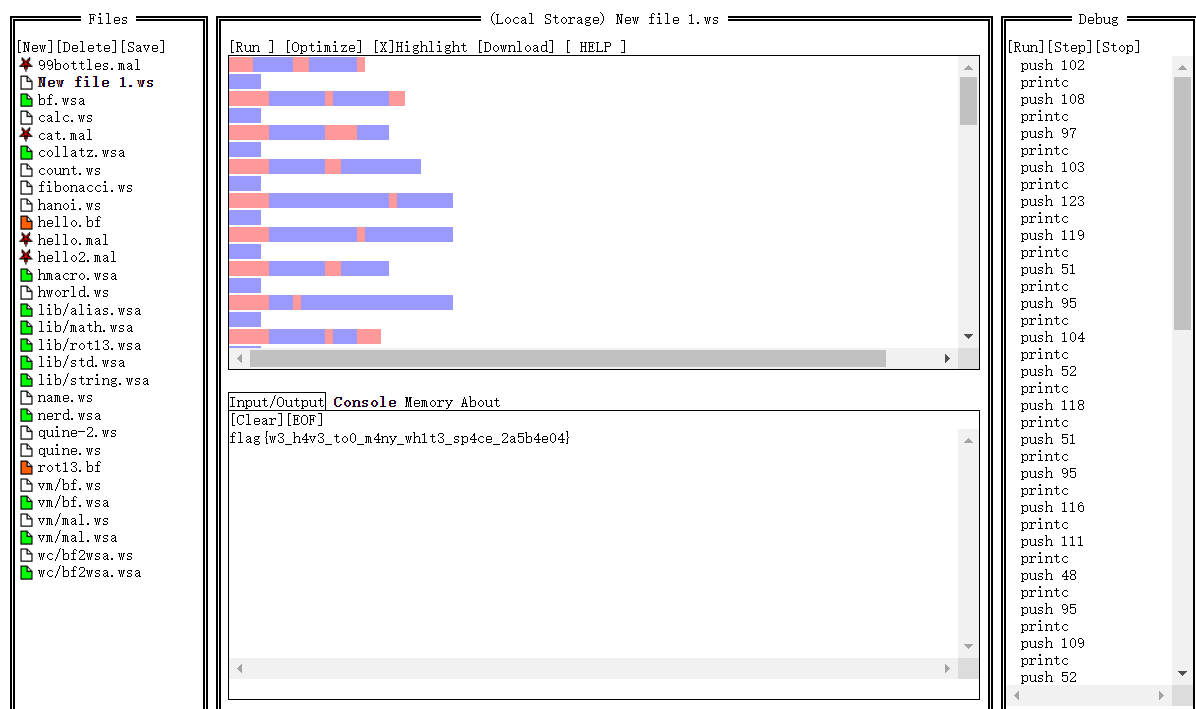 Files
[New][Delete][Save]
99bottles.mal
New file 1.ws
bf.wsa
calc.ws
cat.mal
collatz.wsa
count.ws
fibonacci.ws
hanoi.ws
hello.bf
hello.mal
hello2.mal
hmacro.wsa
hworld.ws
lib/alias.wsa
lib/math.wsa
lib/rot13.wsa
lib/std.wsa
lib/string.wsa
name.ws
nerd.wsa
quine-2.ws
quine.ws
rot13.bf
vm/bf.ws
vm/bf.wsa
vm/mal.ws
vm/mal.wsa
wc/bf2wsa.ws
wc/bf2wsa.wsa
(Local Storage) New file 1.ws
[Run ] [Optimize] [X]Highlight [Download] [ HELP ]
Input/Output Console Memory About
[Clear][EOF]
flag{w3_h4v3_to0_m4ny_wh1t3_sp4ce_2a5b4e04}
Debug
[Run][Step][Stop]
push 102
printc
push 108
printc
push 97
printc
push 103
printc
push 123
printc
push 119
printc
push 51
printc
push 95
printc
push 104
printc
push 52
printc
push 118
printc
push 51
printc
push 95
printc
push 116
printc
push 111
printc
push 48
printc
push 95
printc
push 109
printc
push 52